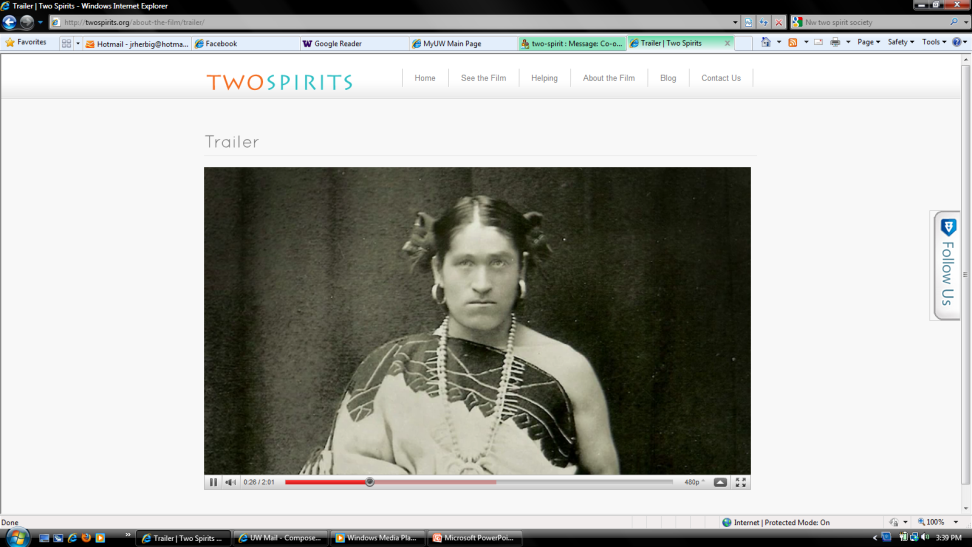 Trailer | Two Spirits - Windows Internet Explorer
http://twospirits.org/about-the-film/trailer/
Nw two spirit society
Favorites
Hotmail - jrherbig@hotma...
Facebook
Google Reader
MyUW Main Page
two-spirit : Message: Co-o...
Trailer | Two Spirits
Page
Safety
Tools
TWOSPIRITS
Home
See the Film
Helping
About the Film
Blog
Contact Us
Trailer
Follow Us
0:26 / 2:01
480p
Done
Internet | Protected Mode: On
100%
Trailer | Two Spirits ...
UW Mail - Compose...
Windows Media Pla...
Microsoft PowerPoi...
3:39 PM